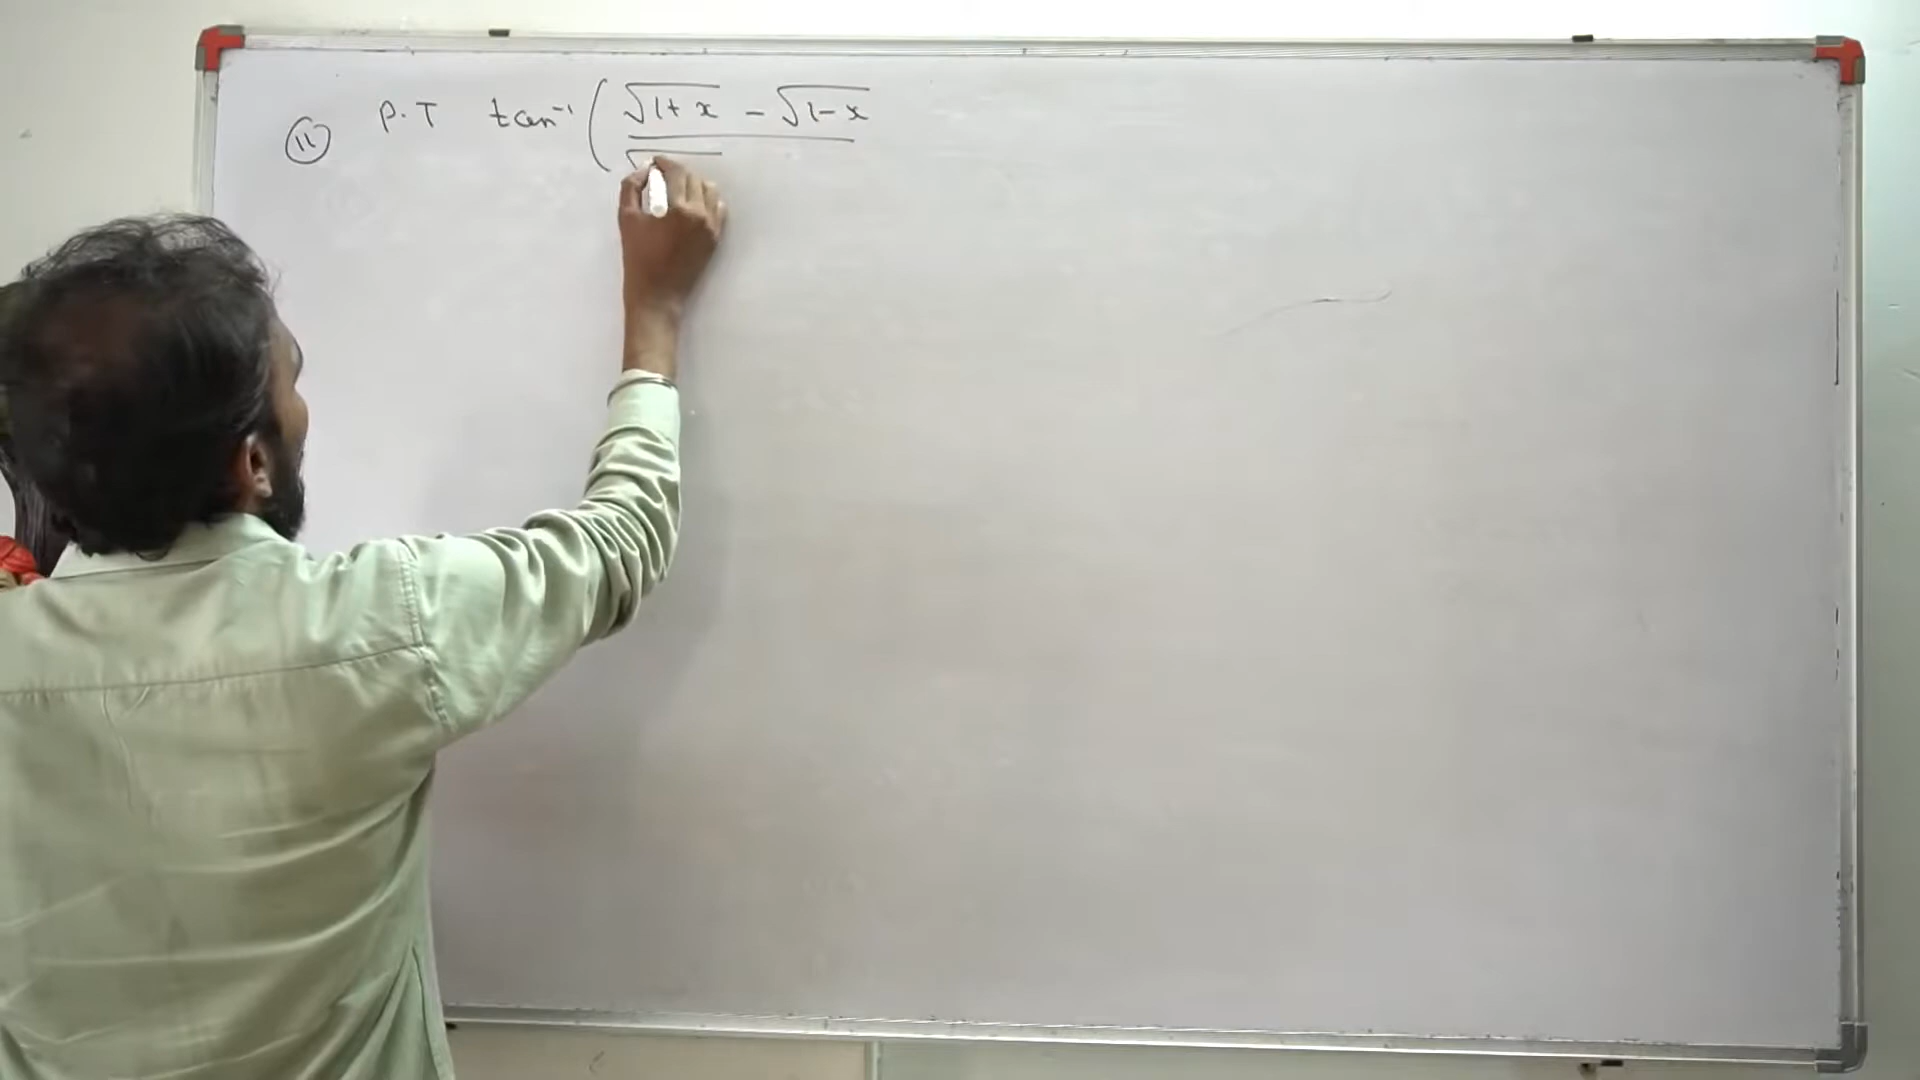 (11) P.T tan⁻¹ ( √1+x - √1-x
√